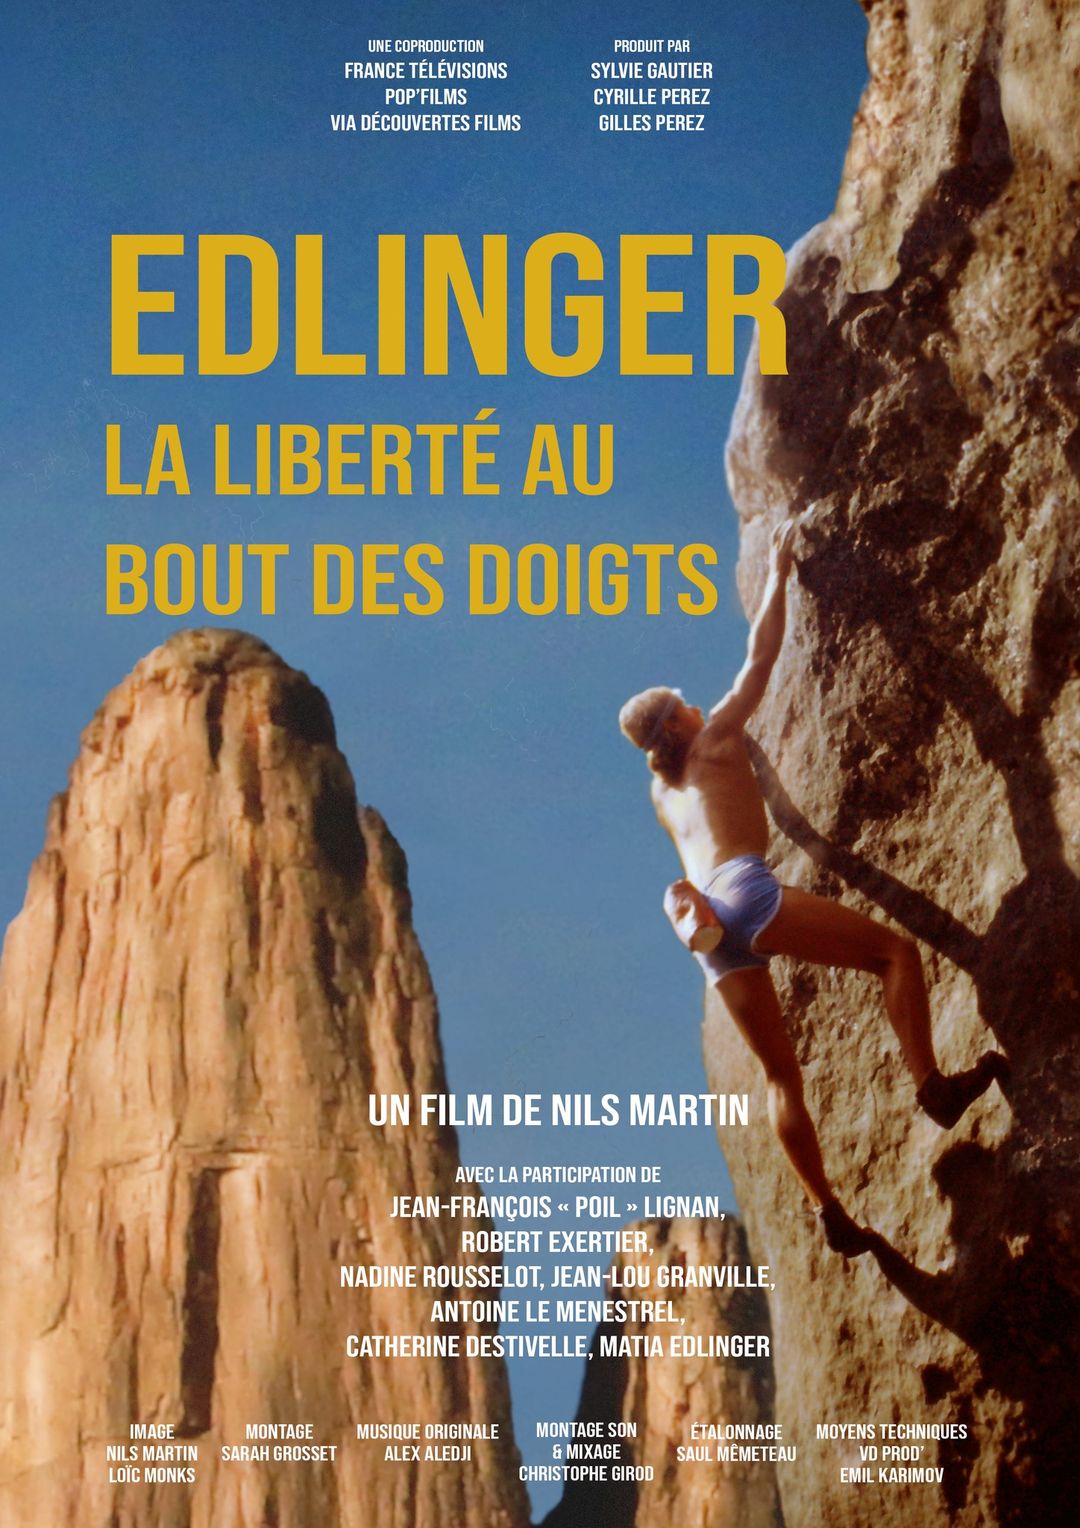 UNE COPRODUCTION
FRANCE TÉLÉVISIONS
POP'FILMS
VIA DÉCOUVERTES FILMS
PRODUIT PAR
SYLVIE GAUTIER
CYRILLE PEREZ
GILLES PEREZ
EDLINGER
LA LIBERTÉ AU
BOUT DES DOIGTS
UN FILM DE NILS MARTIN
AVEC LA PARTICIPATION DE
JEAN-FRANÇOIS « POIL » LIGNAN,
ROBERT EXERTIER,
NADINE ROUSSELOT, JEAN-LOU GRANVILLE,
ANTOINE LE MENESTREL,
CATHERINE DESTIVELLE, MATIA EDLINGER
IMAGE
NILS MARTIN
LOÏC MONKS
MONTAGE
SARAH GROSSET
MUSIQUE ORIGINALE
ALEX ALEDJI
MONTAGE SON
& MIXAGE
CHRISTOPHE GIROD
ÉTALONNAGE
SAUL MÊMETEAU
MOYENS TECHNIQUES
VD PROD'
EMIL KARIMOV